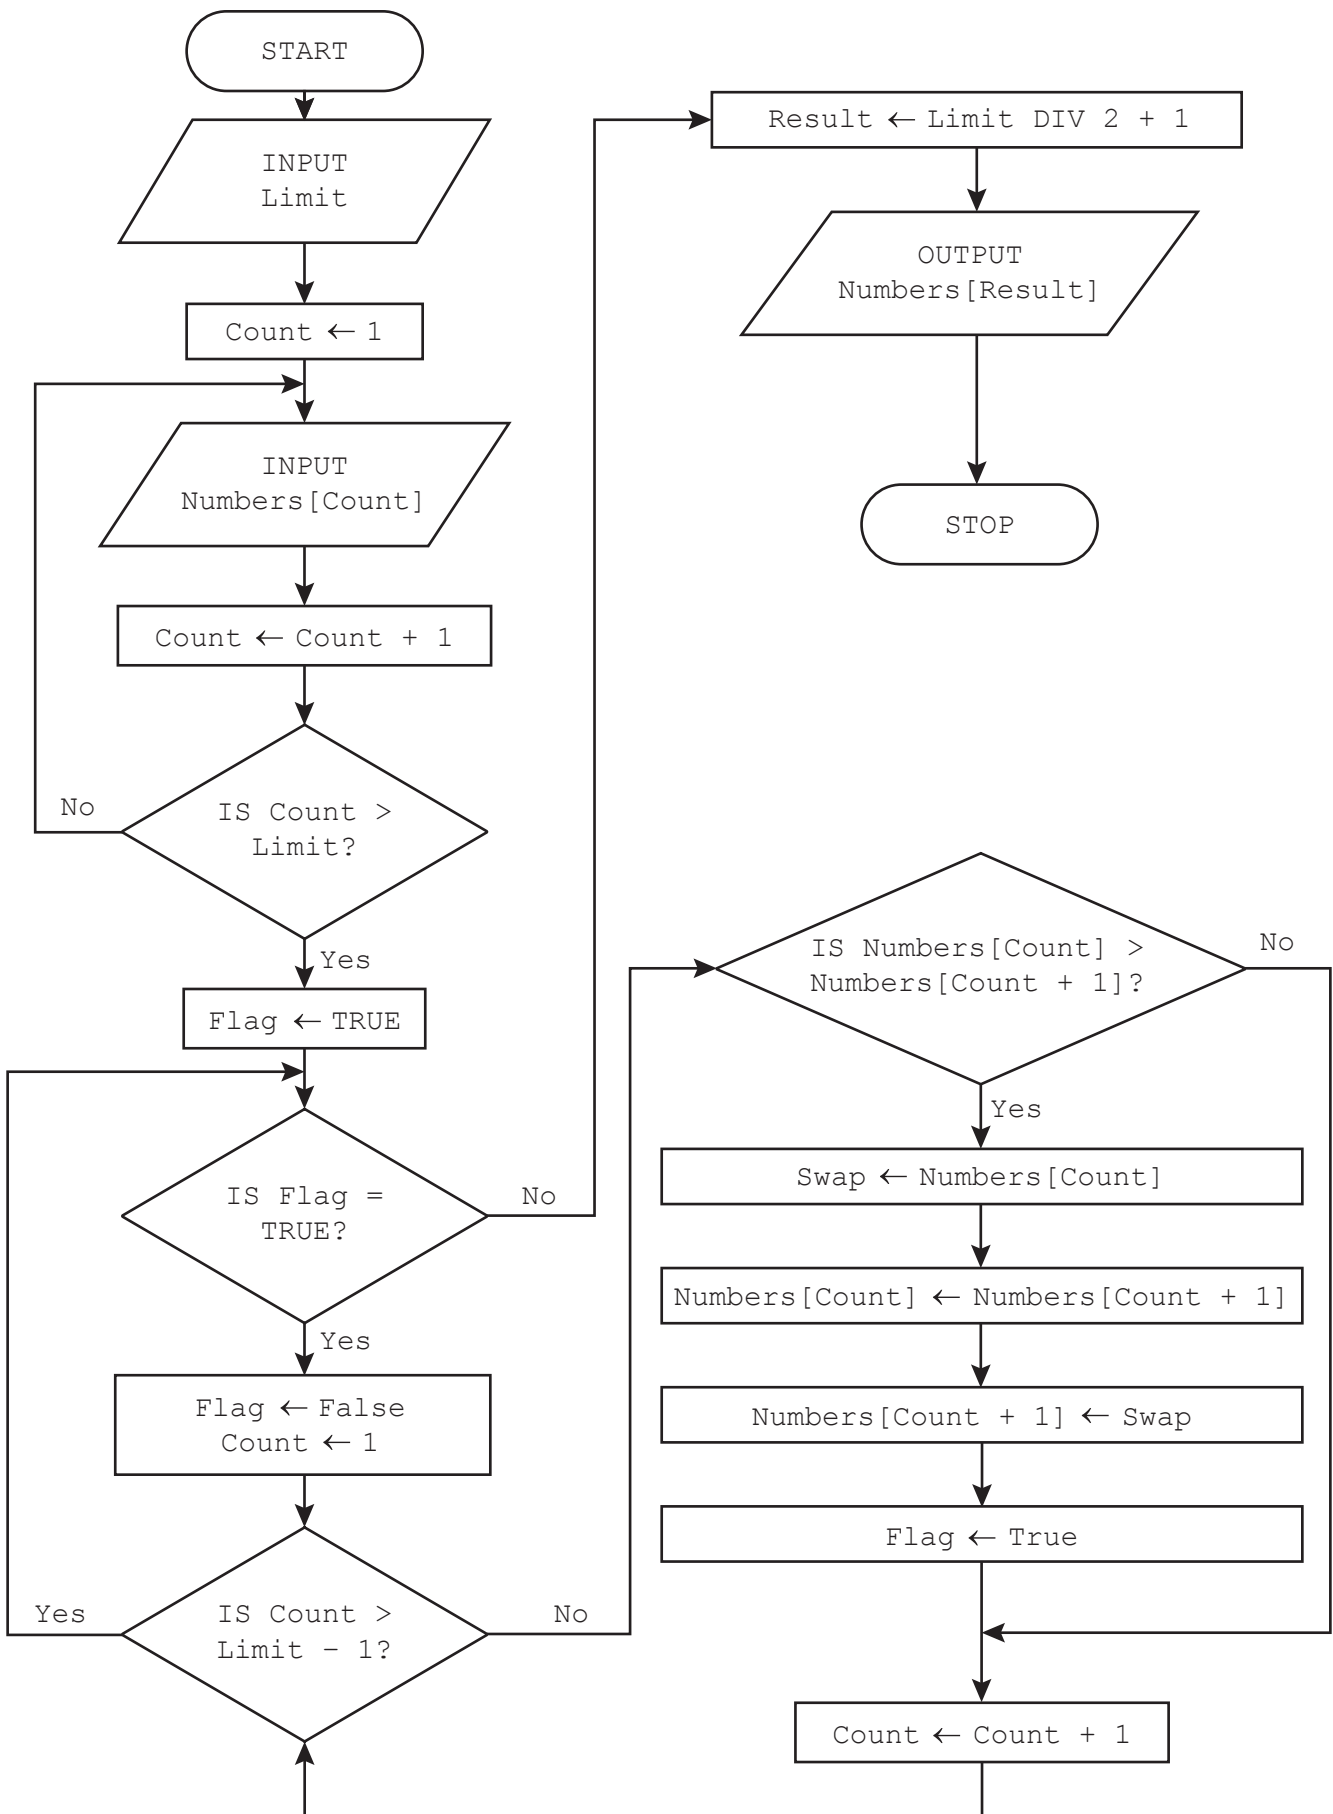 START
INPUT
Limit
Count ← 1
INPUT
Numbers[Count]
Count ← Count + 1
IS Count >
Limit?
No
Yes
Flag ← TRUE
IS Flag =
TRUE?
No
Yes
Flag ← False
Count ← 1
IS Count >
Limit – 1?
Yes
No
Result ← Limit DIV 2 + 1
OUTPUT
Numbers[Result]
STOP
IS Numbers[Count] >
Numbers[Count + 1]?
No
Yes
Swap ← Numbers[Count]
Numbers[Count] ← Numbers[Count + 1]
Numbers[Count + 1] ← Swap
Flag ← True
Count ← Count + 1